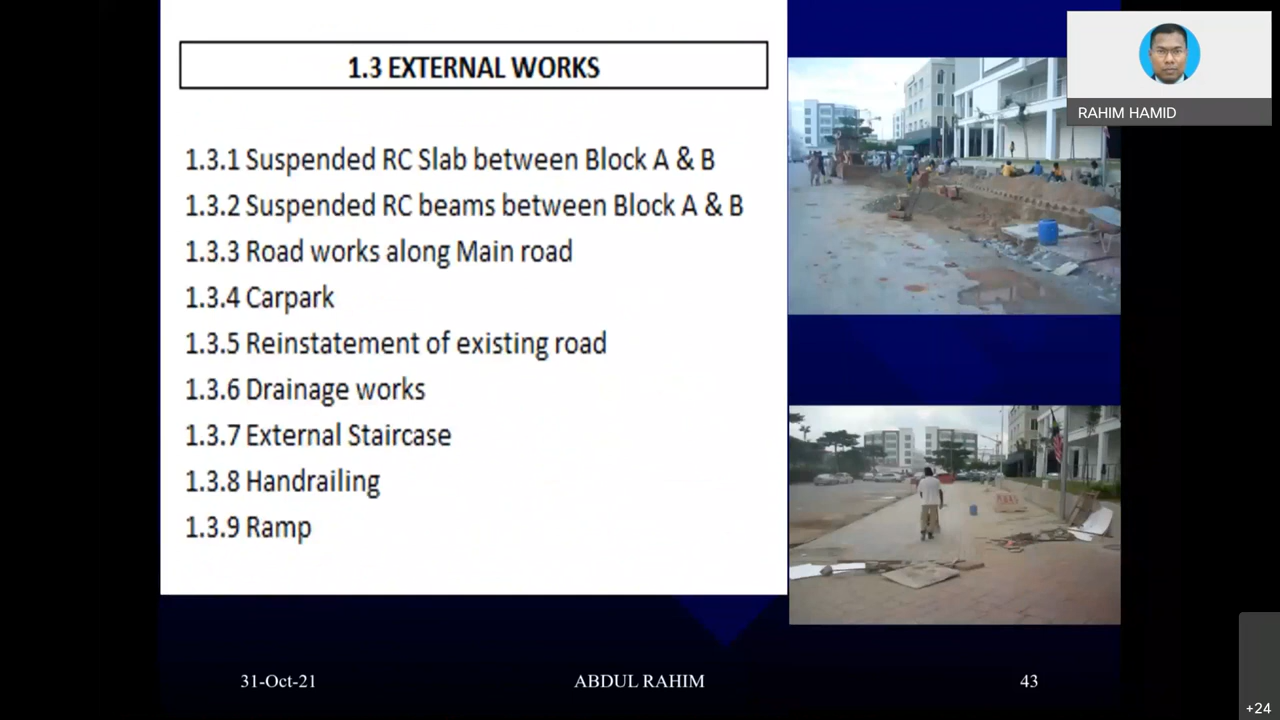 1.3 EXTERNAL WORKS
1.3.1 Suspended RC Slab between Block A & B
1.3.2 Suspended RC beams between Block A & B
1.3.3 Road works along Main road
1.3.4 Carpark
1.3.5 Reinstatement of existing road
1.3.6 Drainage works
1.3.7 External Staircase
1.3.8 Handrailing
1.3.9 Ramp
RAHIM HAMID
31-Oct-21
ABDUL RAHIM
43
+24